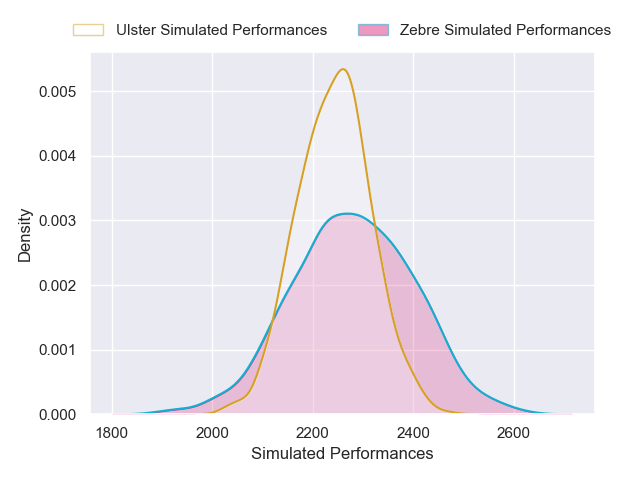 Ulster Simulated Performances
Zebre Simulated Performances
0.005
0.004
0.003
0.002
0.001
0.000
Density
1800
2000
2200
2400
2600
Simulated Performances